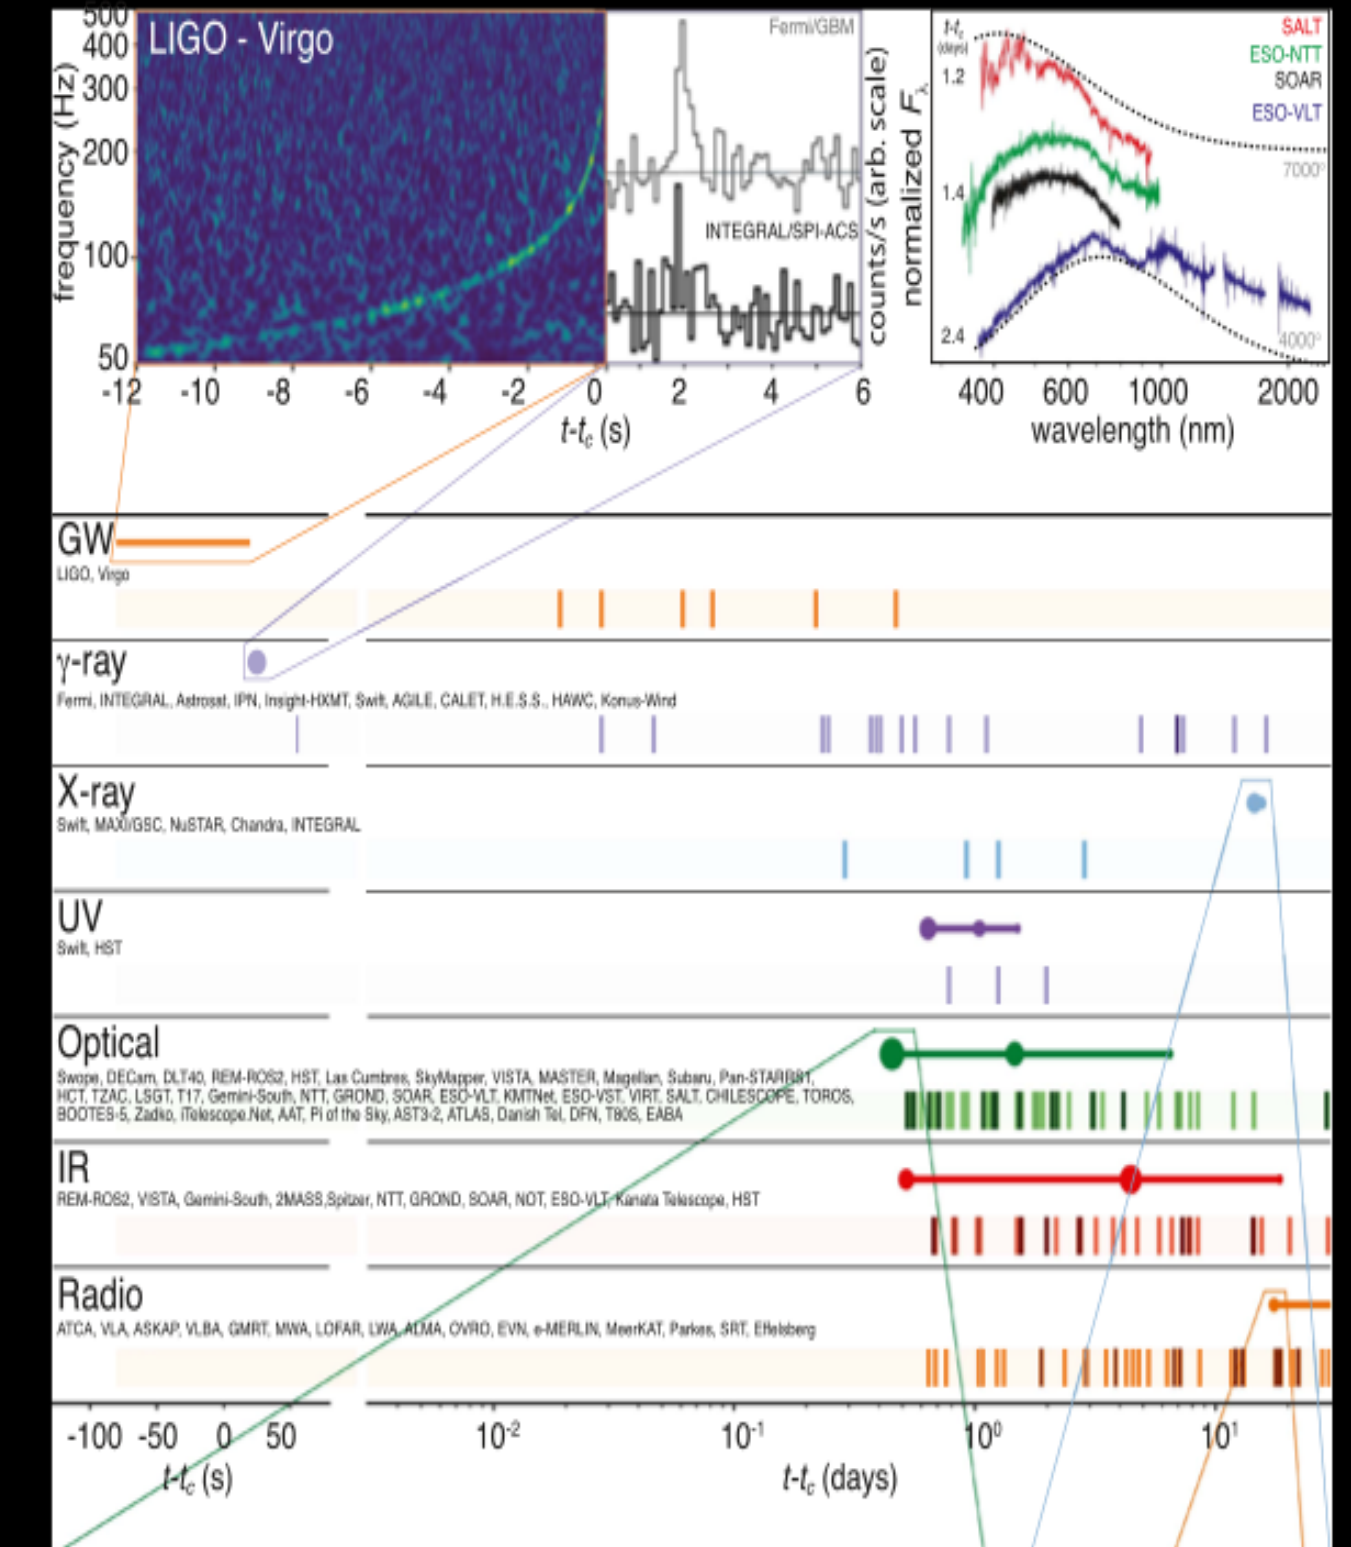 500
400
300
200
100
50
frequency (Hz)
LIGO - Virgo
Fermi/GBM
INTEGRAL/SPI-ACS
counts/s (arb. scale)
-12 -10 -8 -6 -4 -2 0 2 4 6
t-tc (s)
normalized Fλ
t-tc
(days)
1.2
1.4
2.4
SALT
ESO-NTT
SOAR
ESO-VLT
7000°
4000°
400 600 1000 2000
wavelength (nm)
GW
LIGO, Virgo
γ-ray
Fermi, INTEGRAL, Astrosat, IPN, Insight-HXMT, Swift, AGILE, CALET, H.E.S.S., HAWC, Konus-Wind
X-ray
Swift, MAXI/GSC, NuSTAR, Chandra, INTEGRAL
UV
Swift, HST
Optical
Swope, DECam, DLT40, REM-ROS2, HST, Las Cumbres, SkyMapper, VISTA, MASTER, Magellan, Subaru, Pan-STARRS1,
HCT, TZAC, LSGT, T17, Gemini-South, NTT, GROND, SOAR, ESO-VLT, KMTNet, ESO-VST, VIRT, SALT, CHILESCOPE, TOROS,
BOOTES-5, Zadko, iTelescope.Net, AAT, Pi of the Sky, AST3-2, ATLAS, Danish Tel, DFN, T80S, EABA
IR
REM-ROS2, VISTA, Gemini-South, 2MASS,Spitzer, NTT, GROND, SOAR, NOT, ESO-VLT, Kanata Telescope, HST
Radio
ATCA, VLA, ASKAP, VLBA, GMRT, MWA, LOFAR, LWA, ALMA, OVRO, EVN, e-MERLIN, MeerKAT, Parkes, SRT, Effelsberg
-100 -50 0 50 10⁻² 10⁻¹ 10⁰ 10¹
t-tc (s) t-tc (days)